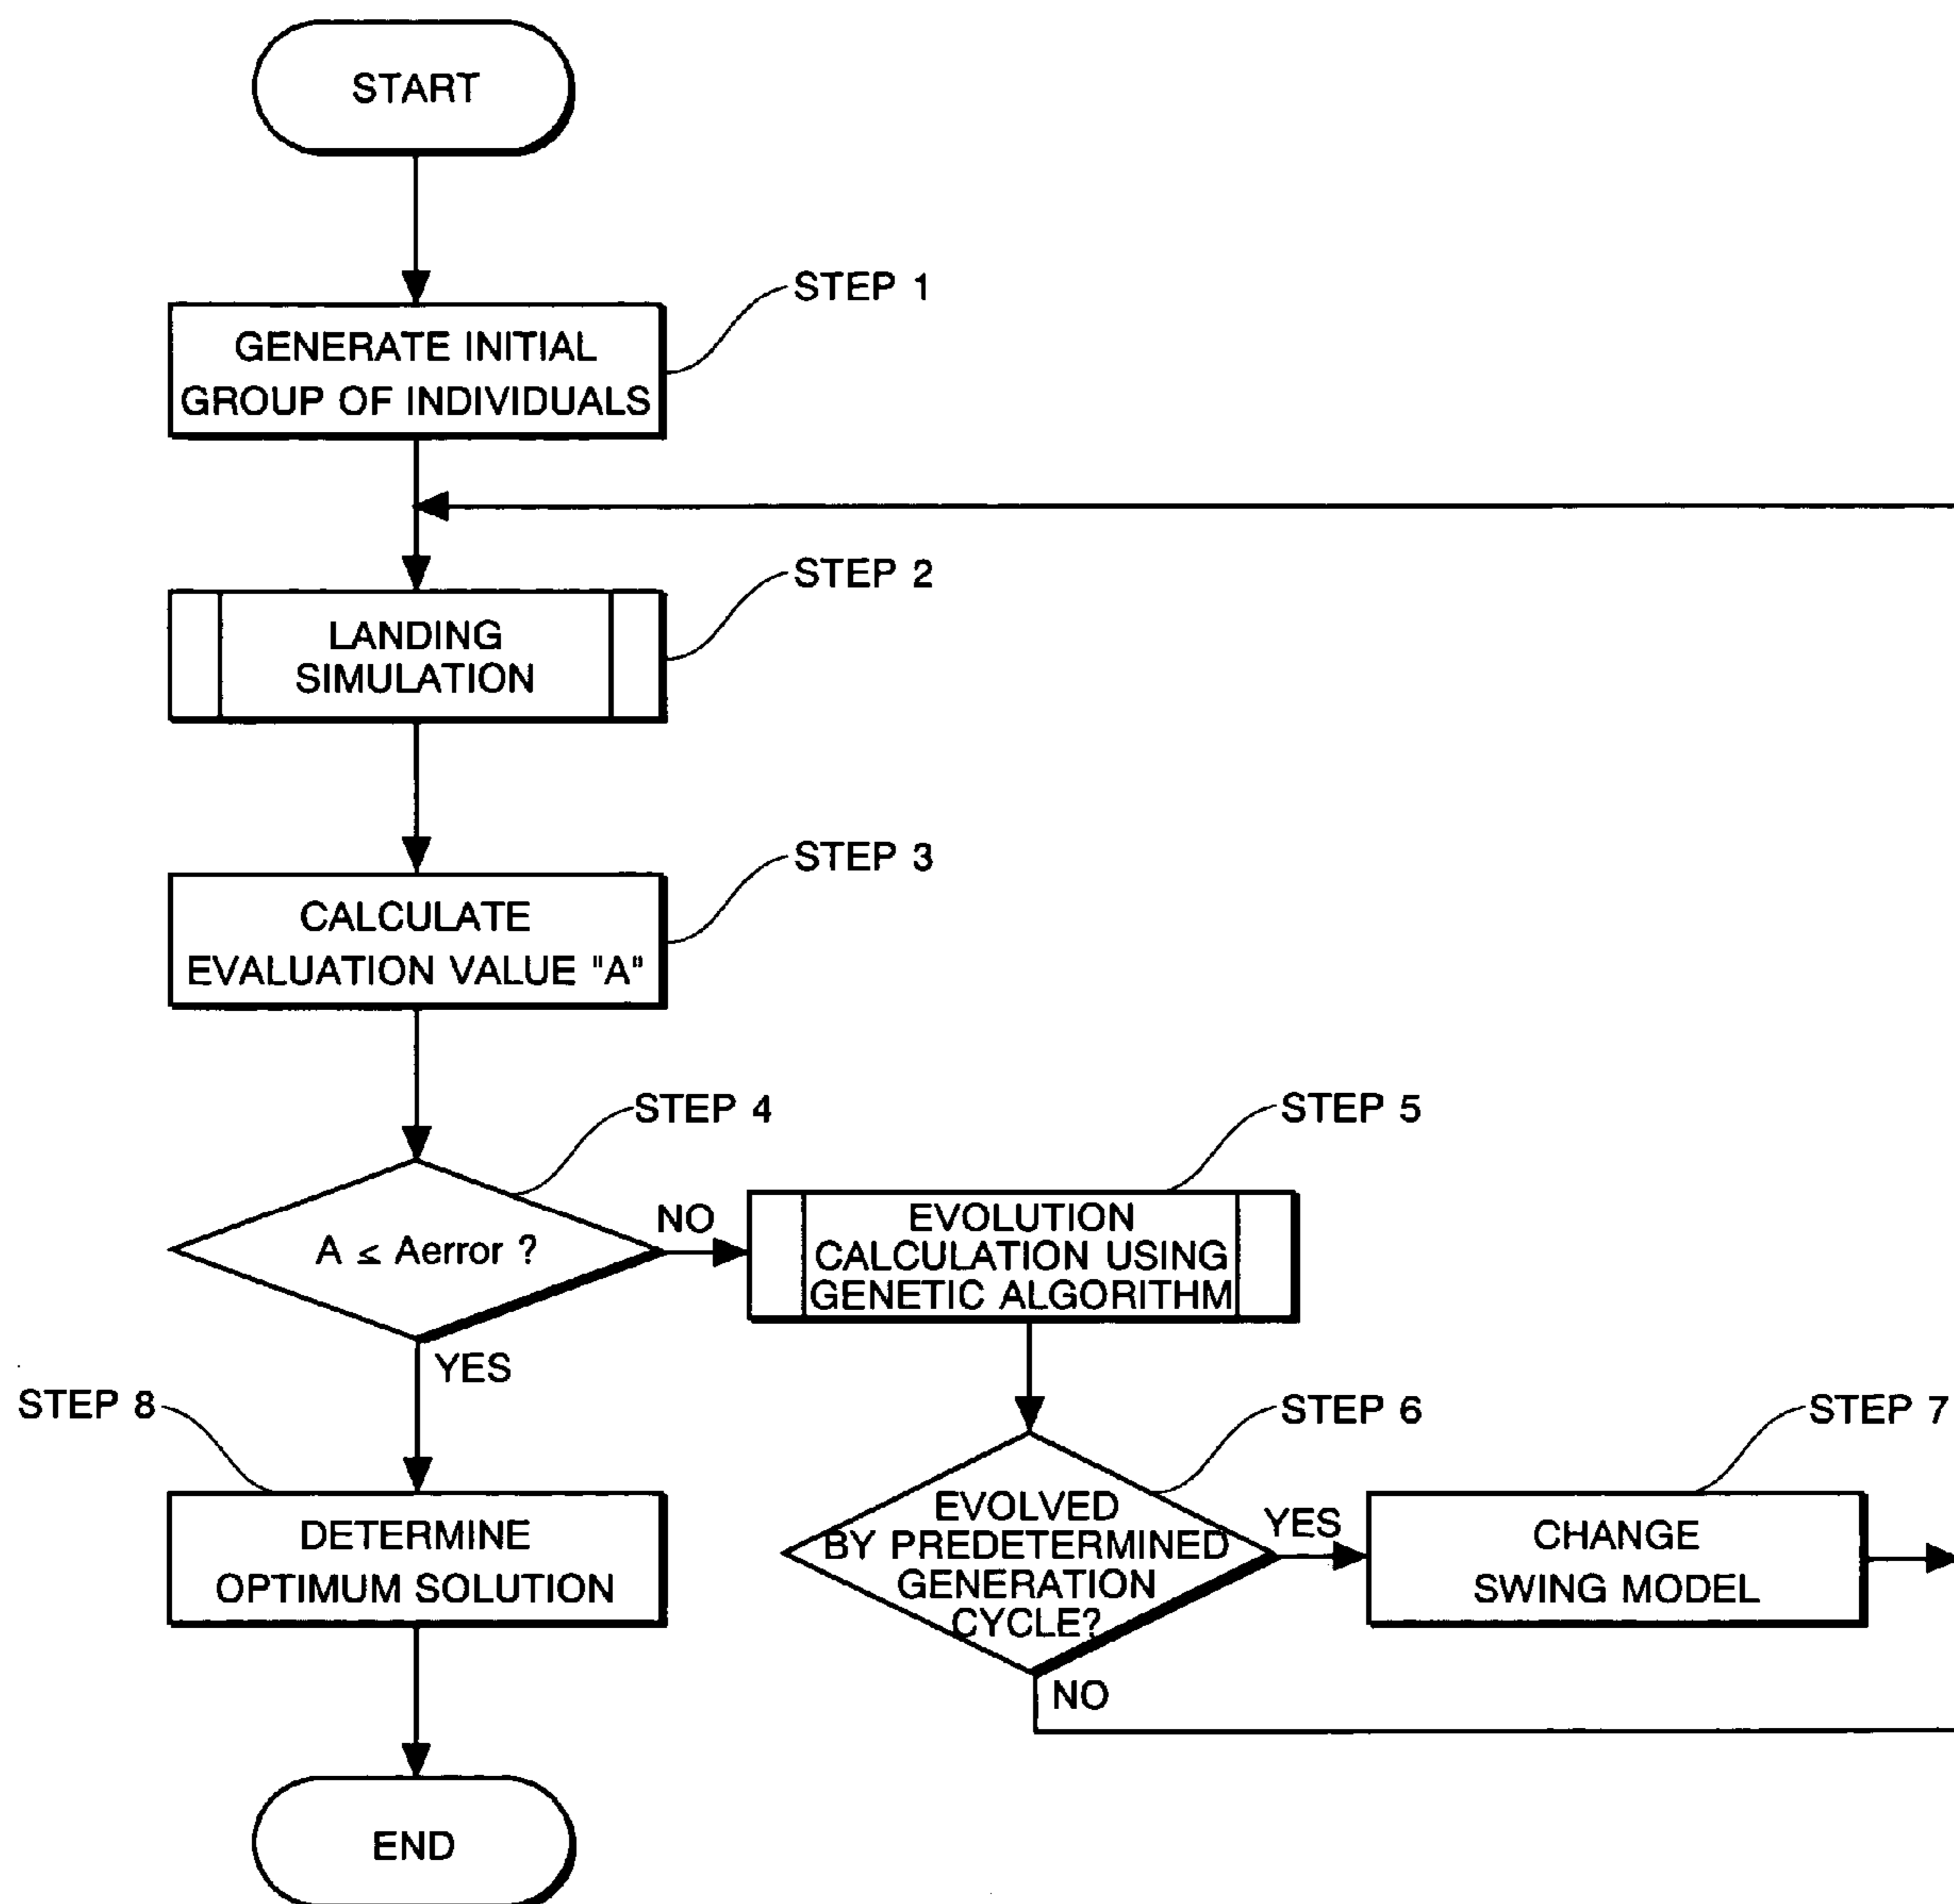 START
STEP 1
GENERATE INITIAL
GROUP OF INDIVIDUALS
STEP 2
LANDING
SIMULATION
STEP 3
CALCULATE
EVALUATION VALUE "A"
STEP 4
A ≤ Aerror ?
NO
YES
STEP 5
EVOLUTION
CALCULATION USING
GENETIC ALGORITHM
STEP 6
EVOLVED
BY PREDETERMINED
GENERATION
CYCLE?
YES
NO
STEP 7
CHANGE
SWING MODEL
STEP 8
DETERMINE
OPTIMUM SOLUTION
END